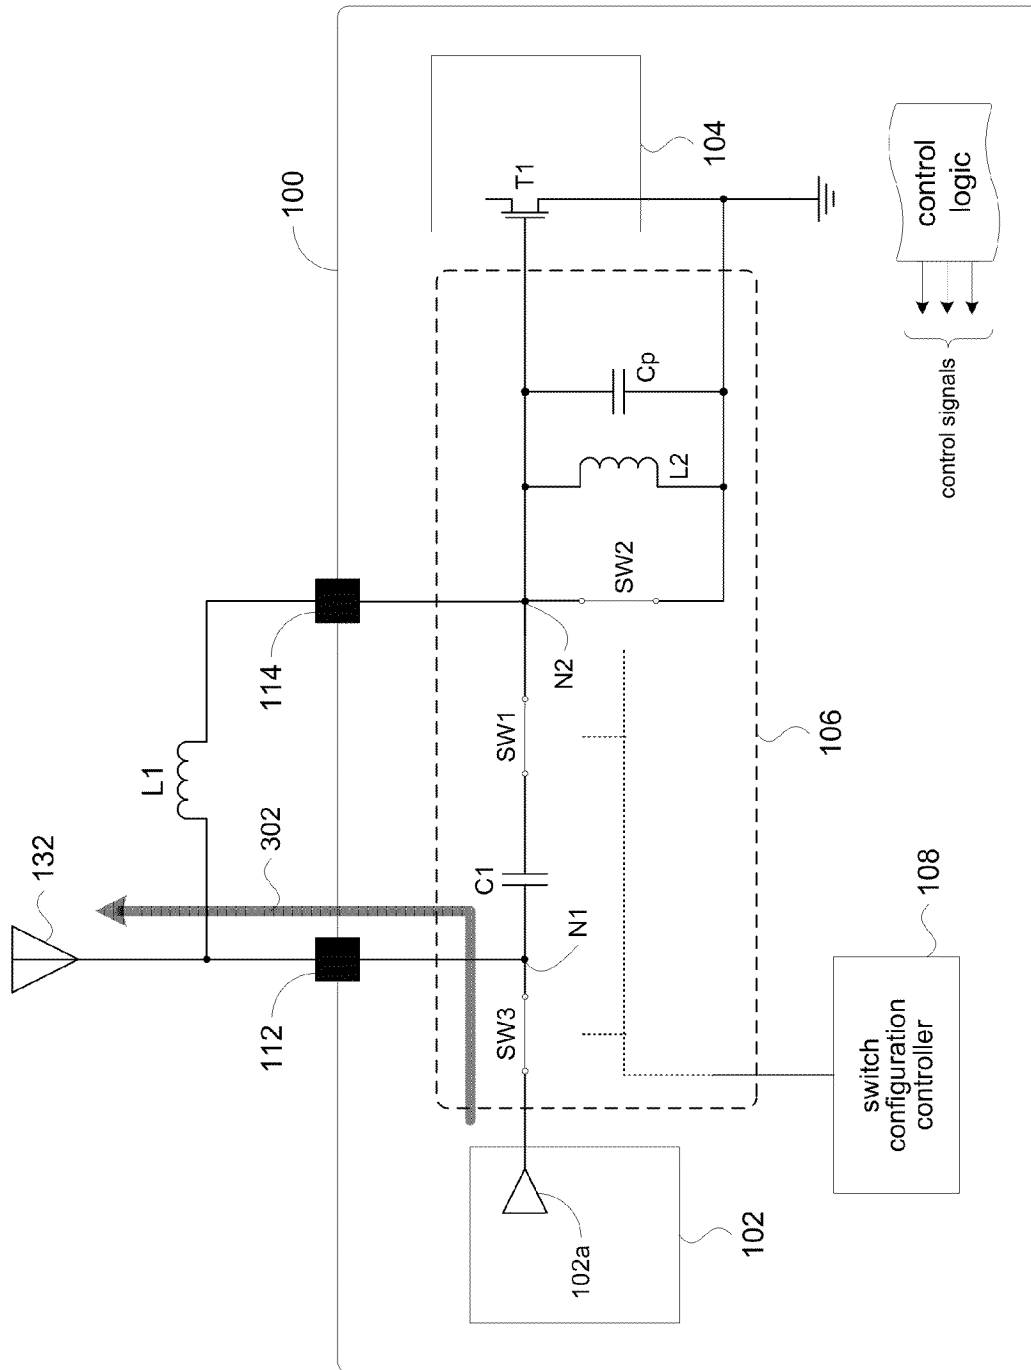 132
L1
302
112
114
100
102
102a
SW3
N1
C1
SW1
N2
SW2
L2
Cp
T1
104
106
108
switch
configuration
controller
control
logic
control signals